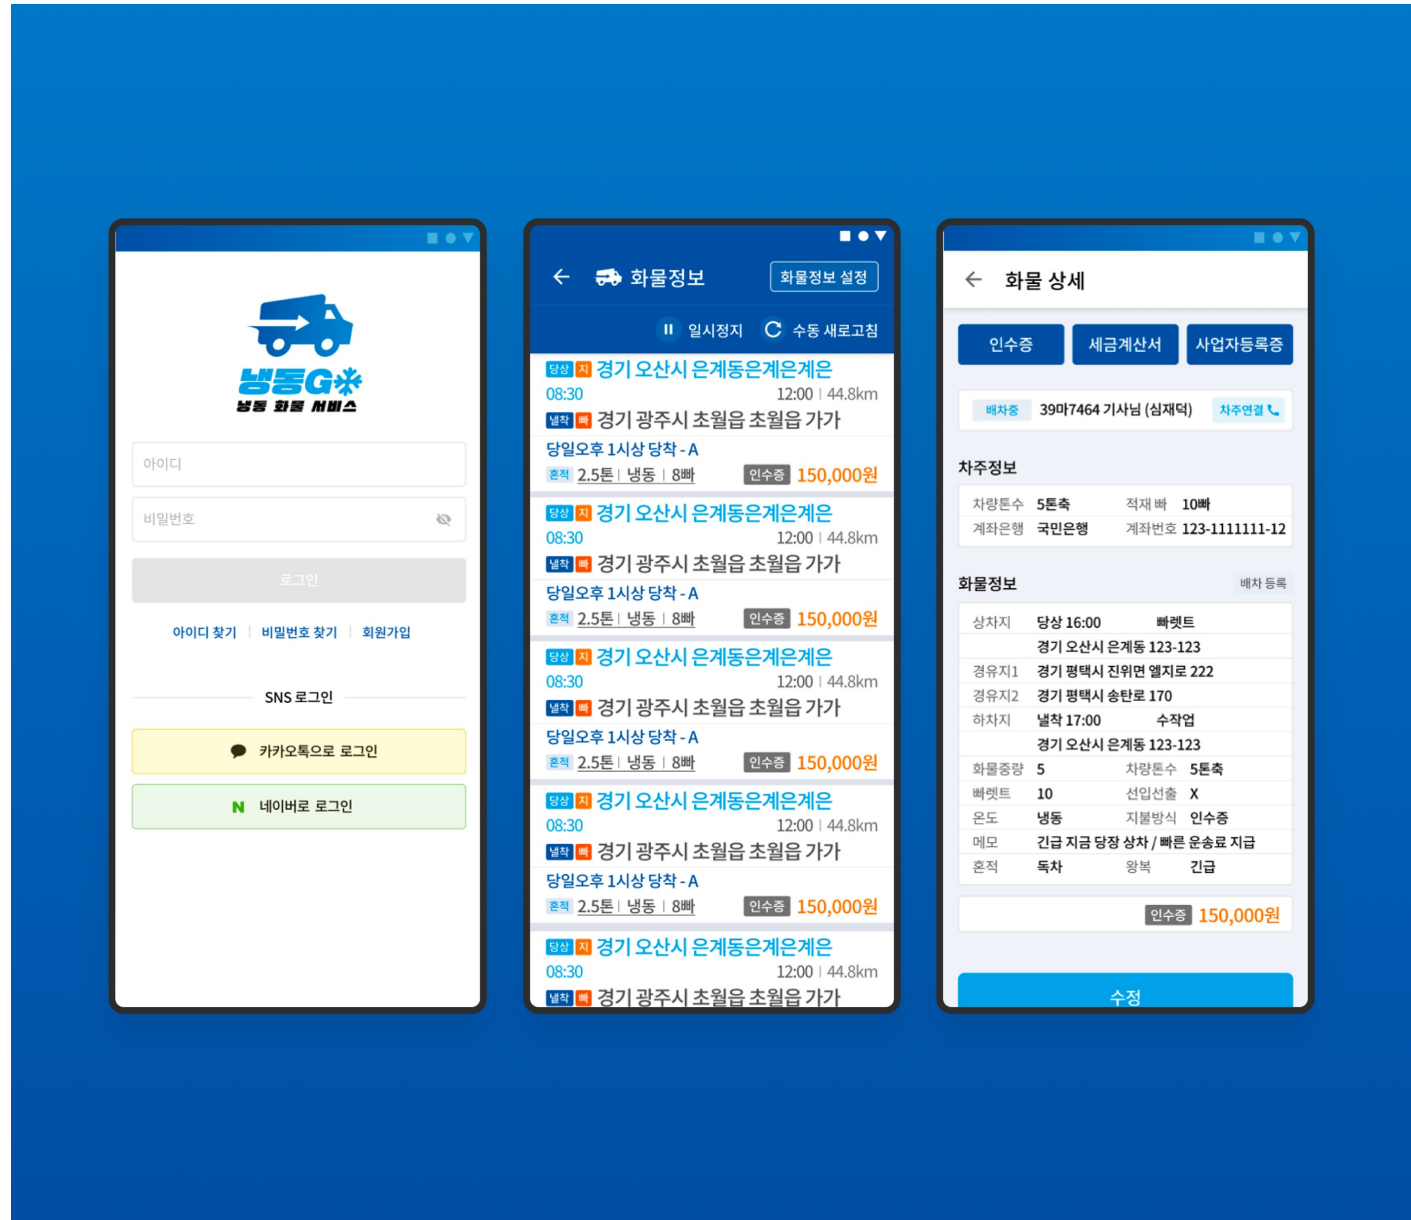 냉동GO
냉동 화물 서비스
아이디
비밀번호
로그인
아이디 찾기 | 비밀번호 찾기 | 회원가입
SNS 로그인
카카오톡으로 로그인
N 네이버로 로그인
화물정보 화물정보 설정
일시정지 수동 새로고침
당상 지 경기 오산시 은계동은계은계은
08:30 12:00 | 44.8km
낼착 빠 경기 광주시 초월읍 초월읍 가가
당일오후 1시상 당착 - A
혼적 2.5톤 | 냉동 | 8빠 인수증 150,000원
당상 지 경기 오산시 은계동은계은계은
08:30 12:00 | 44.8km
낼착 빠 경기 광주시 초월읍 초월읍 가가
당일오후 1시상 당착 - A
혼적 2.5톤 | 냉동 | 8빠 인수증 150,000원
당상 지 경기 오산시 은계동은계은계은
08:30 12:00 | 44.8km
낼착 빠 경기 광주시 초월읍 초월읍 가가
당일오후 1시상 당착 - A
혼적 2.5톤 | 냉동 | 8빠 인수증 150,000원
당상 지 경기 오산시 은계동은계은계은
08:30 12:00 | 44.8km
낼착 빠 경기 광주시 초월읍 초월읍 가가
당일오후 1시상 당착 - A
혼적 2.5톤 | 냉동 | 8빠 인수증 150,000원
당상 지 경기 오산시 은계동은계은계은
08:30 12:00 | 44.8km
낼착 빠 경기 광주시 초월읍 초월읍 가가
화물 상세
인수증 세금계산서 사업자등록증
배차중 39마7464 기사님 (심재덕) 차주연결
차주정보
차량톤수 5톤축 적재 빠 10빠
계좌은행 국민은행 계좌번호 123-1111111-12
화물정보 배차 등록
상차지 당상 16:00 빠렛트
경기 오산시 은계동 123-123
경유지1 경기 평택시 진위면 엘지로 222
경유지2 경기 평택시 송탄로 170
하차지 낼착 17:00 수작업
경기 오산시 은계동 123-123
화물중량 5 차량톤수 5톤축
빠렛트 10 선입선출 X
온도 냉동 지불방식 인수증
메모 긴급 지금 당장 상차 / 빠른 운송료 지급
혼적 독차 왕복 긴급
인수증 150,000원
수정